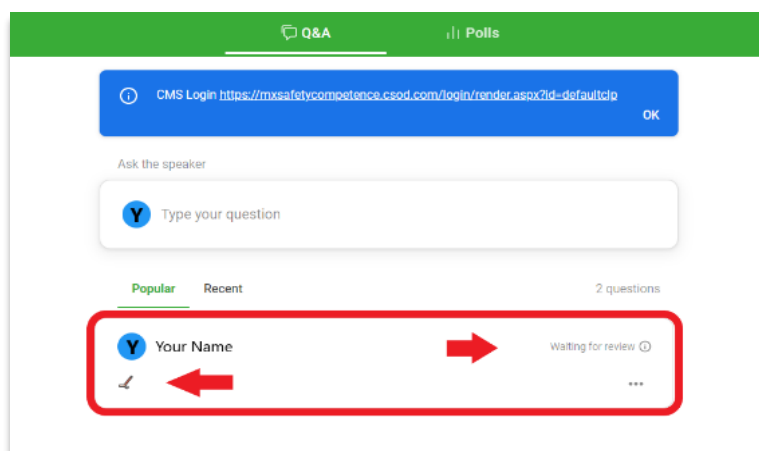 Q&A Polls
CMS Login https://mxsafetycompetence.csod.com/login/render.aspx?id=defaultclp
OK
Ask the speaker
Y Type your question
Popular Recent 2 questions
Y Your Name Waiting for review